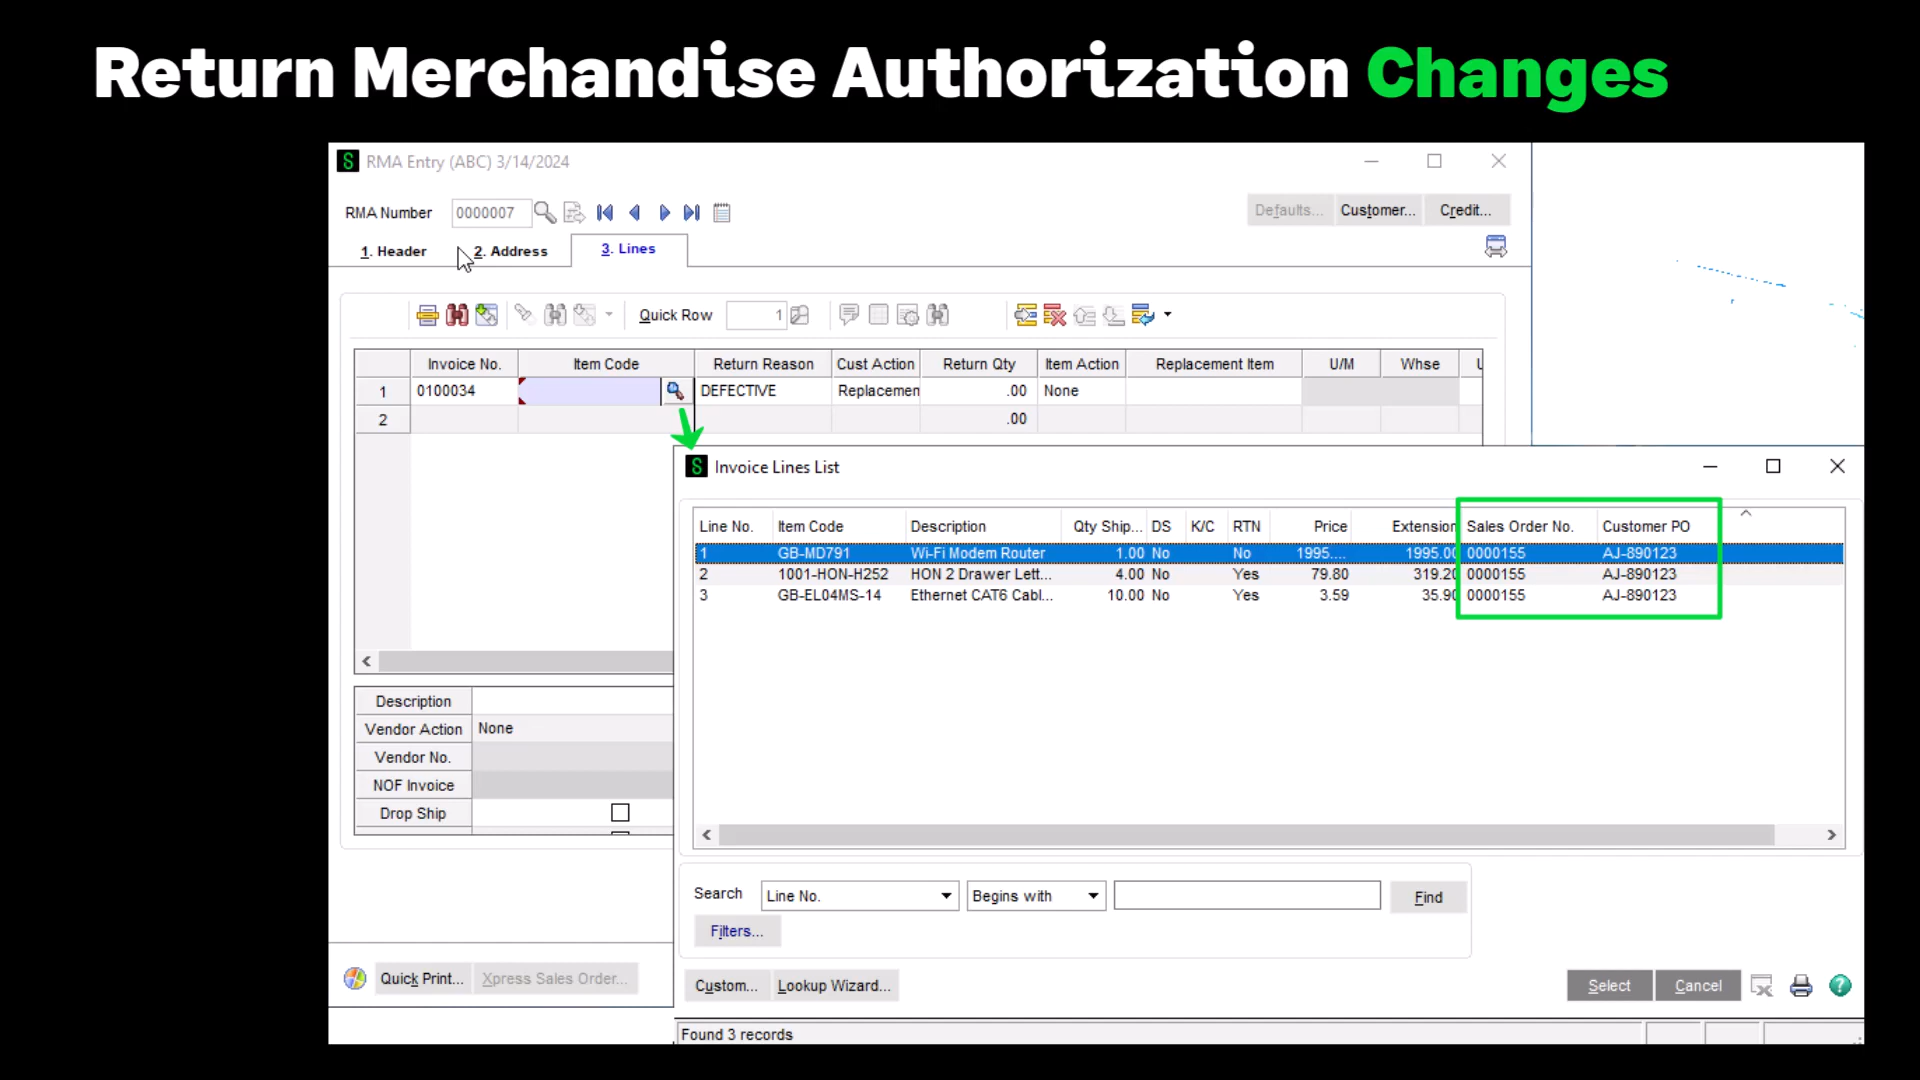 Return Merchandise Authorization Changes
S RMA Entry (ABC) 3/14/2024
RMA Number 0000007 Defaults... Customer... Credit...
1. Header 2. Address 3. Lines
Quick Row 1
Invoice No. Item Code Return Reason Cust Action Return Qty Item Action Replacement Item U/M Whse
1 0100034 DEFECTIVE Replacemen .00 None
2 .00
S Invoice Lines List
Line No. Item Code Description Qty Ship... DS K/C RTN Price Extension Sales Order No. Customer PO
1 GB-MD791 Wi-Fi Modem Router 1.00 No No 1995.... 1995.00 0000155 AJ-890123
2 1001-HON-H252 HON 2 Drawer Lett... 4.00 No Yes 79.80 319.20 0000155 AJ-890123
3 GB-EL04MS-14 Ethernet CAT6 Cabl... 10.00 No Yes 3.59 35.90 0000155 AJ-890123
Description
Vendor Action None
Vendor No.
NOF Invoice
Drop Ship
Search Line No. Begins with Find
Filters...
Quick Print... Xpress Sales Order...
Custom... Lookup Wizard... Select Cancel
Found 3 records